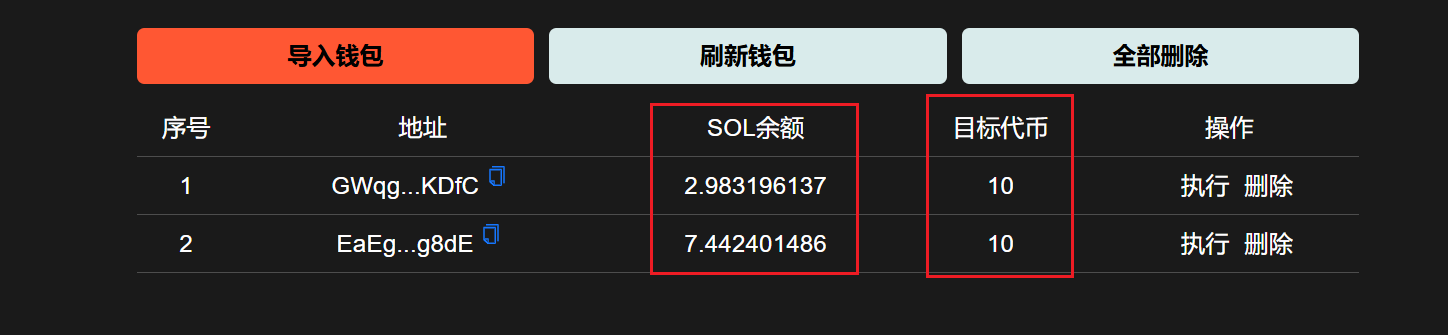 导入钱包 刷新钱包 全部删除
序号 地址 SOL余额 目标代币 操作
1 GWqg...KDfC 2.983196137 10 执行 删除
2 EaEg...g8dE 7.442401486 10 执行 删除